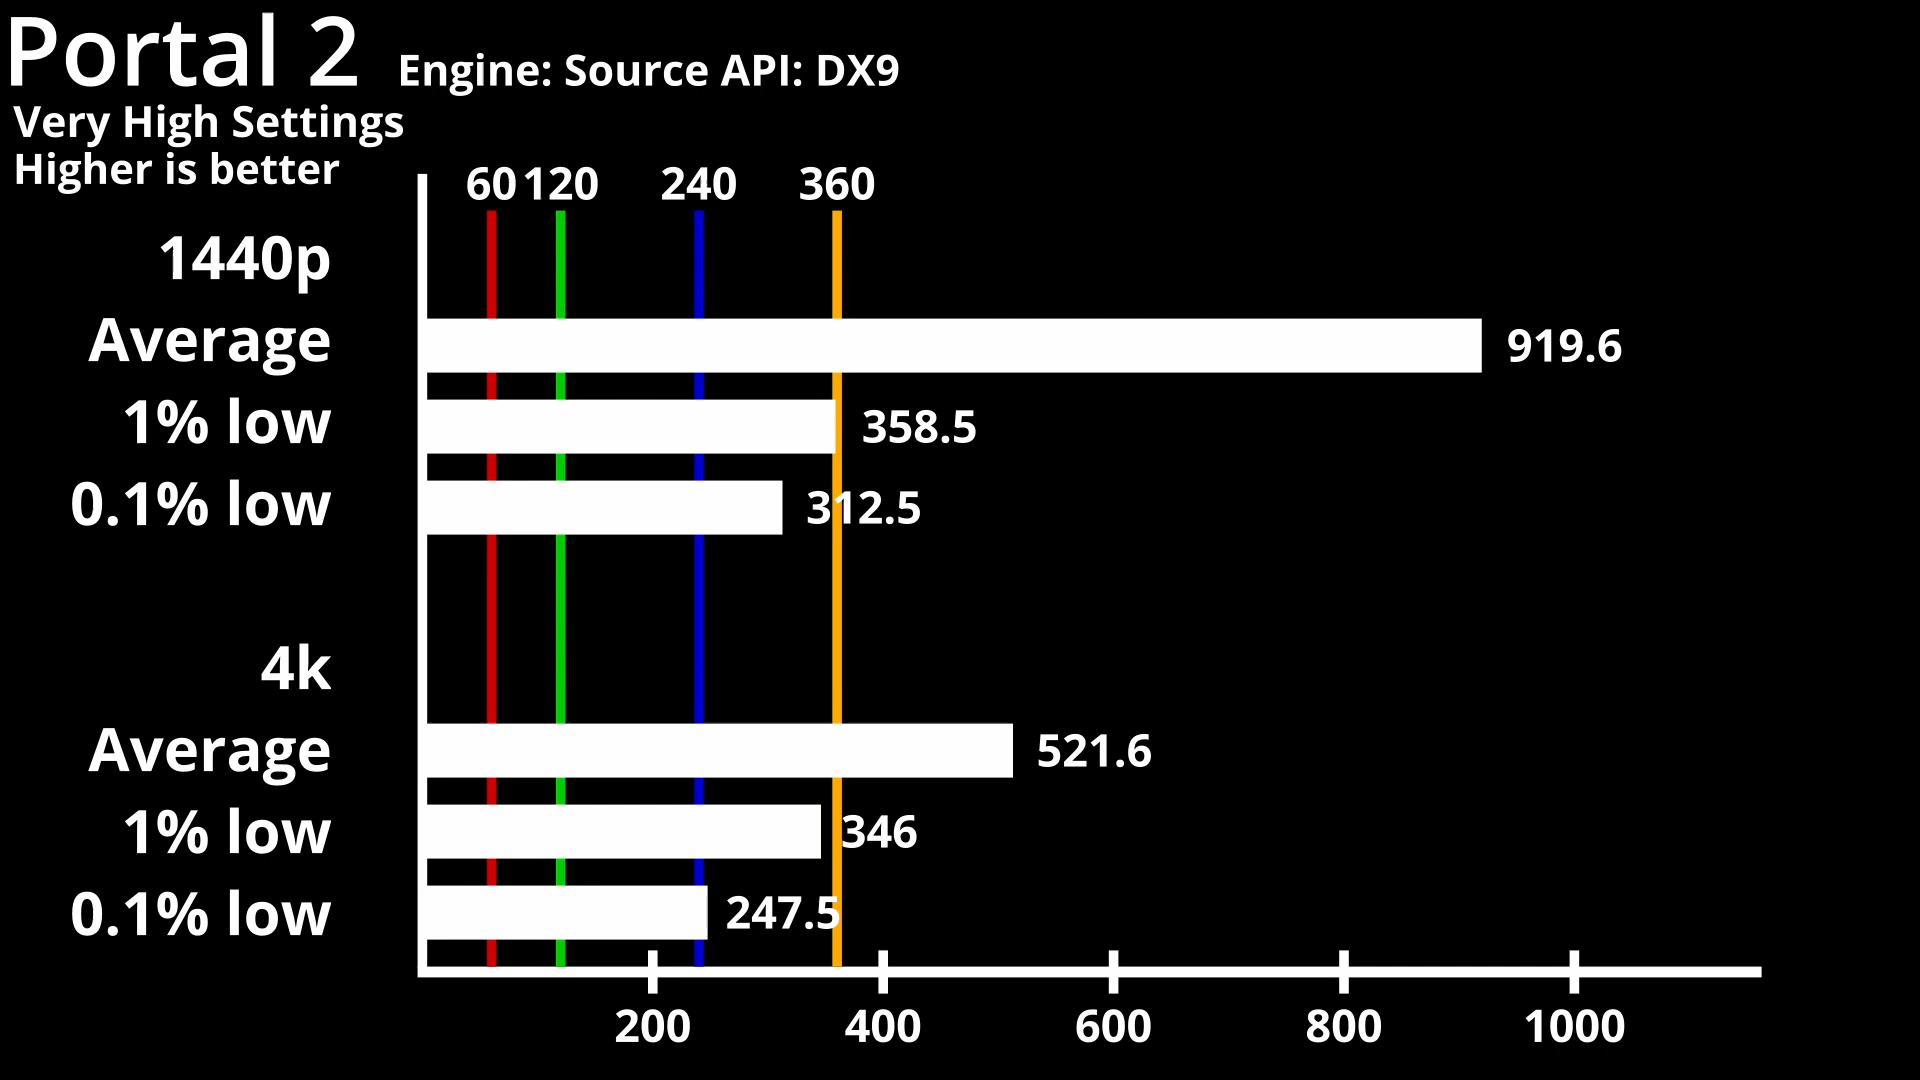 Portal 2 Engine: Source API: DX9
Very High Settings
Higher is better
60 120 240 360
1440p
Average 919.6
1% low 358.5
0.1% low 312.5
4k
Average 521.6
1% low 346
0.1% low 247.5
200 400 600 800 1000